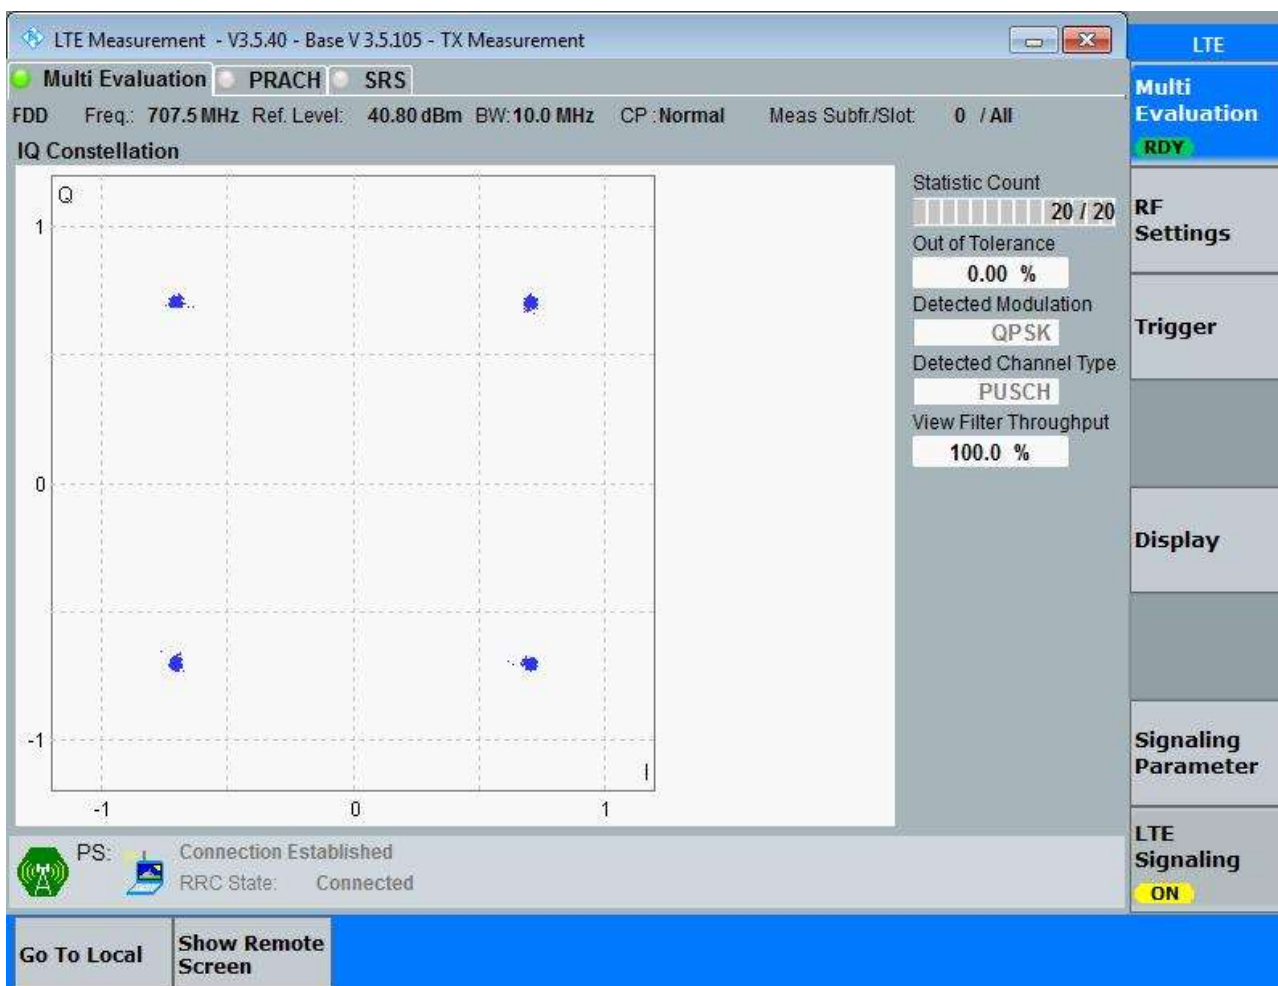 LTE Measurement - V3.5.40 - Base V 3.5.105 - TX Measurement
LTE
Multi Evaluation PRACH SRS
FDD Freq.: 707.5 MHz Ref. Level: 40.80 dBm BW: 10.0 MHz CP : Normal Meas Subfr./Slot: 0 / All
IQ Constellation
Q
1
0
-1
I
-1 0 1
Statistic Count
20 / 20
Out of Tolerance
0.00 %
Detected Modulation
QPSK
Detected Channel Type
PUSCH
View Filter Throughput
100.0 %
Multi
Evaluation
RDY
RF
Settings
Trigger
Display
Signaling
Parameter
LTE
Signaling
ON
PS: Connection Established
RRC State: Connected
Go To Local
Show Remote
Screen